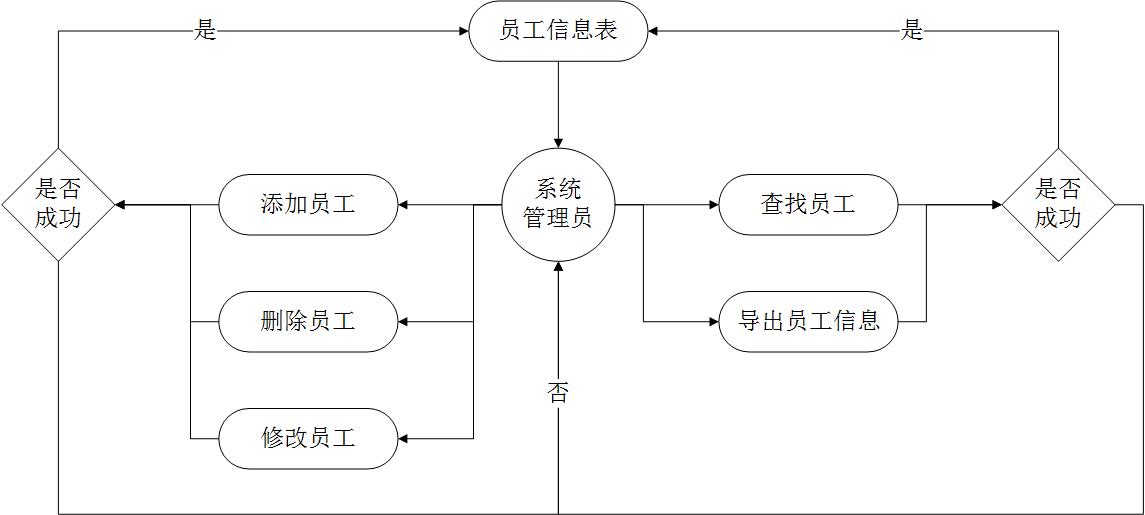 是
员工信息表
是
是否
成功
添加员工
系统
管理员
查找员工
是否
成功
删除员工
导出员工信息
否
修改员工